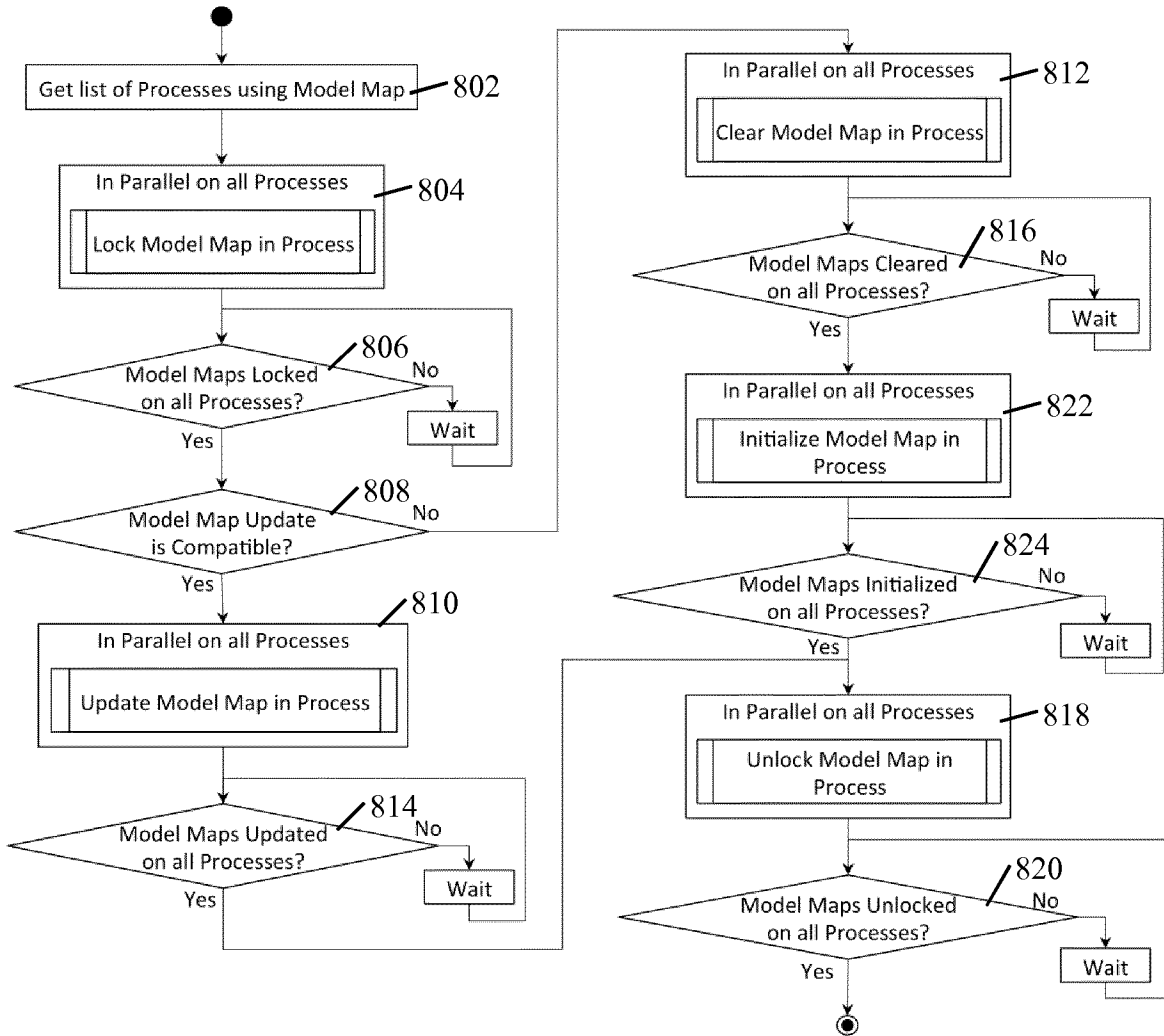 Get list of Processes using Model Map
802
In Parallel on all Processes
804
Lock Model Map in Process
806
Model Maps Locked
on all Processes?
No
Wait
Yes
808
Model Map Update
is Compatible?
No
Yes
810
In Parallel on all Processes
Update Model Map in Process
814
Model Maps Updated
on all Processes?
No
Wait
Yes
In Parallel on all Processes
812
Clear Model Map in Process
816
Model Maps Cleared
on all Processes?
No
Wait
Yes
In Parallel on all Processes
822
Initialize Model Map in
Process
824
Model Maps Initialized
on all Processes?
No
Wait
Yes
In Parallel on all Processes
818
Unlock Model Map in
Process
820
Model Maps Unlocked
on all Processes?
No
Wait
Yes